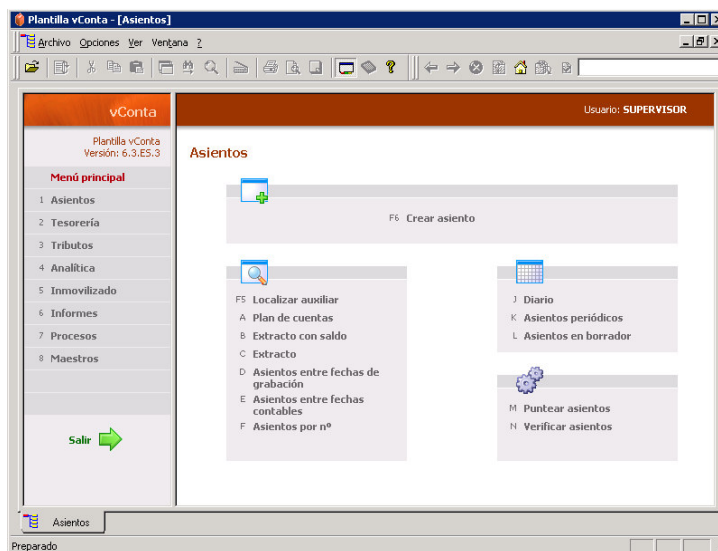 Plantilla vConta - [Asientos]
Archivo Opciones Ver Ventana ?
vConta
Usuario: SUPERVISOR
Plantilla vConta
Versión: 6.3.ES.3
Asientos
Menú principal
1 Asientos
2 Tesorería
3 Tributos
4 Analítica
5 Inmovilizado
6 Informes
7 Procesos
8 Maestros
Salir
F6 Crear asiento
F5 Localizar auxiliar
A Plan de cuentas
B Extracto con saldo
C Extracto
D Asientos entre fechas de
grabación
E Asientos entre fechas
contables
F Asientos por nº
J Diario
K Asientos periódicos
L Asientos en borrador
M Puntear asientos
N Verificar asientos
Asientos
Preparado